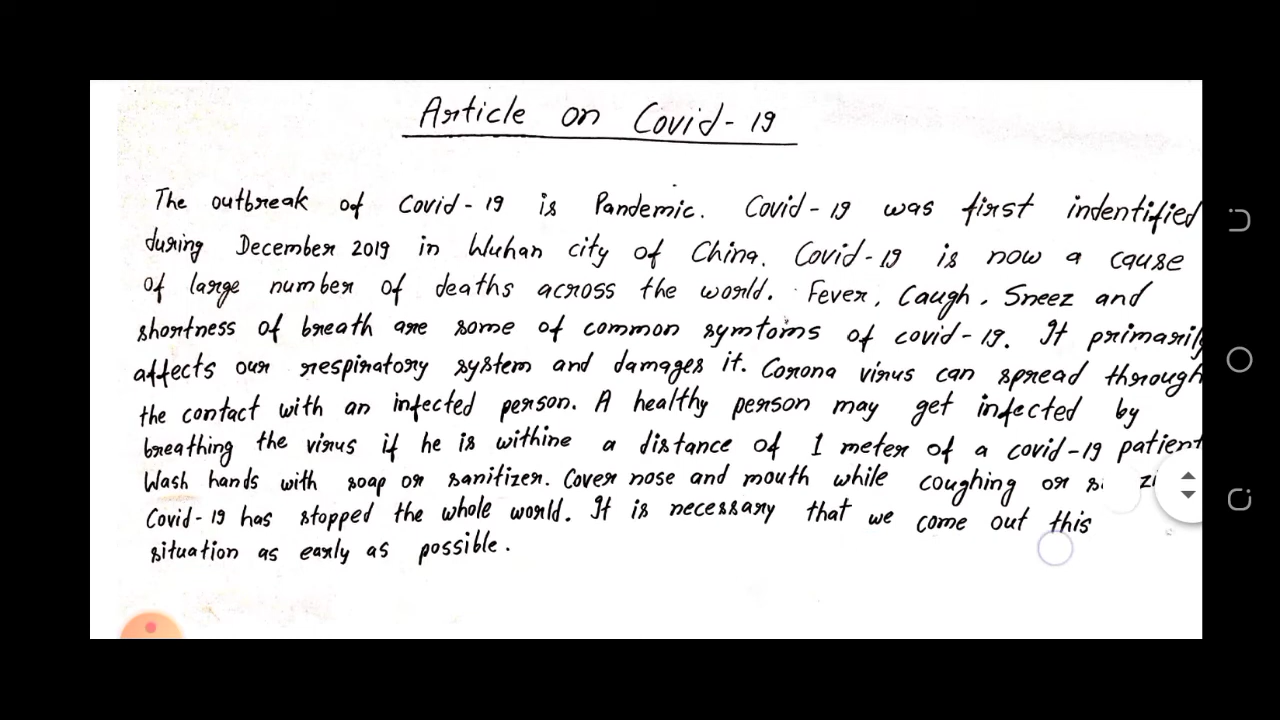 Article on Covid-19
The outbreak of Covid-19 is Pandemic. Covid-19 was first indentified
during December 2019 in Wuhan city of China. Covid-19 is now a cause
of large number of deaths across the world. Fever, Caugh, Sneez and
shortness of breath are some of common symtoms of covid-19. It primarily
affects our respiratory system and damages it. Corona virus can spread through
the contact with an infected person. A healthy person may get infected by
breathing the virus if he is withine a distance of 1 meter of a covid-19 patient
Wash hands with soap or sanitizer. Cover nose and mouth while coughing or
Covid-19 has stopped the whole world. It is necessary that we come out this
situation as early as possible.